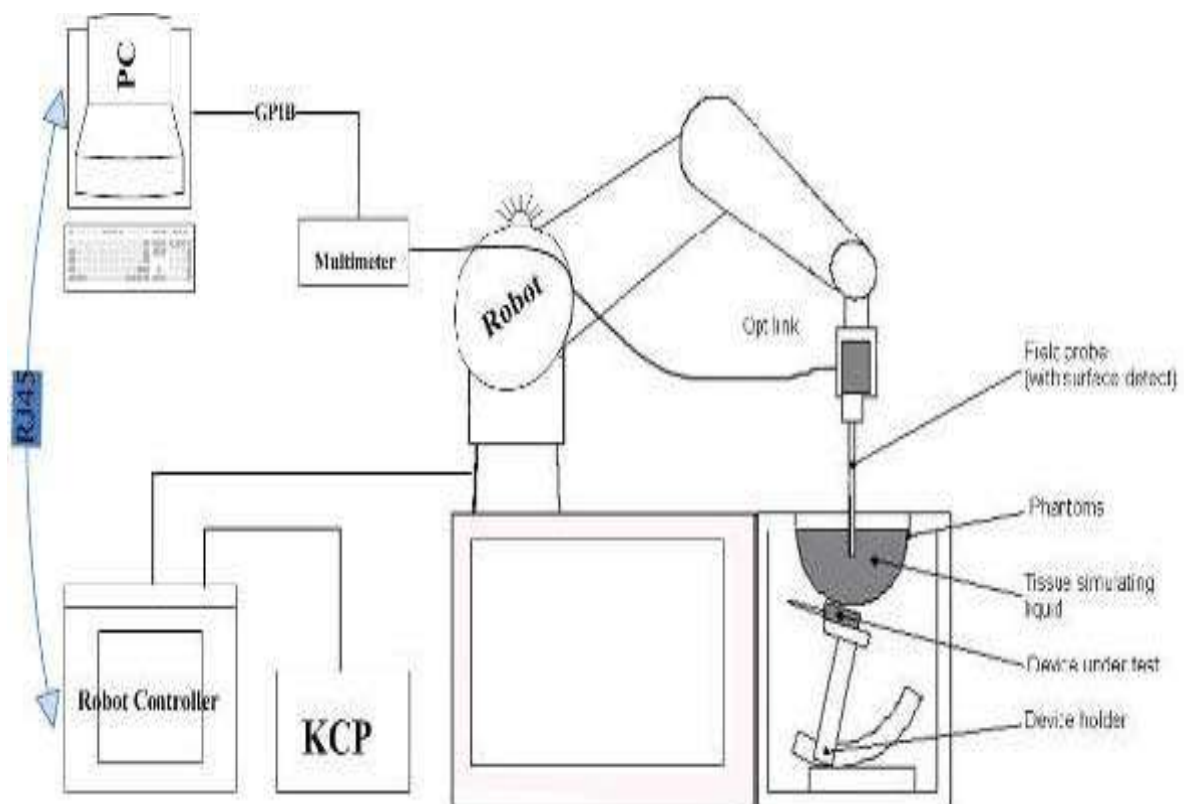 PC
GPIB
Multimeter
Robot
Opt link
Field probe
(with surface detect)
Phantoms
Tissue simulating
liquid
Device under test
Device holder
RJ45
Robot Controller
KCP